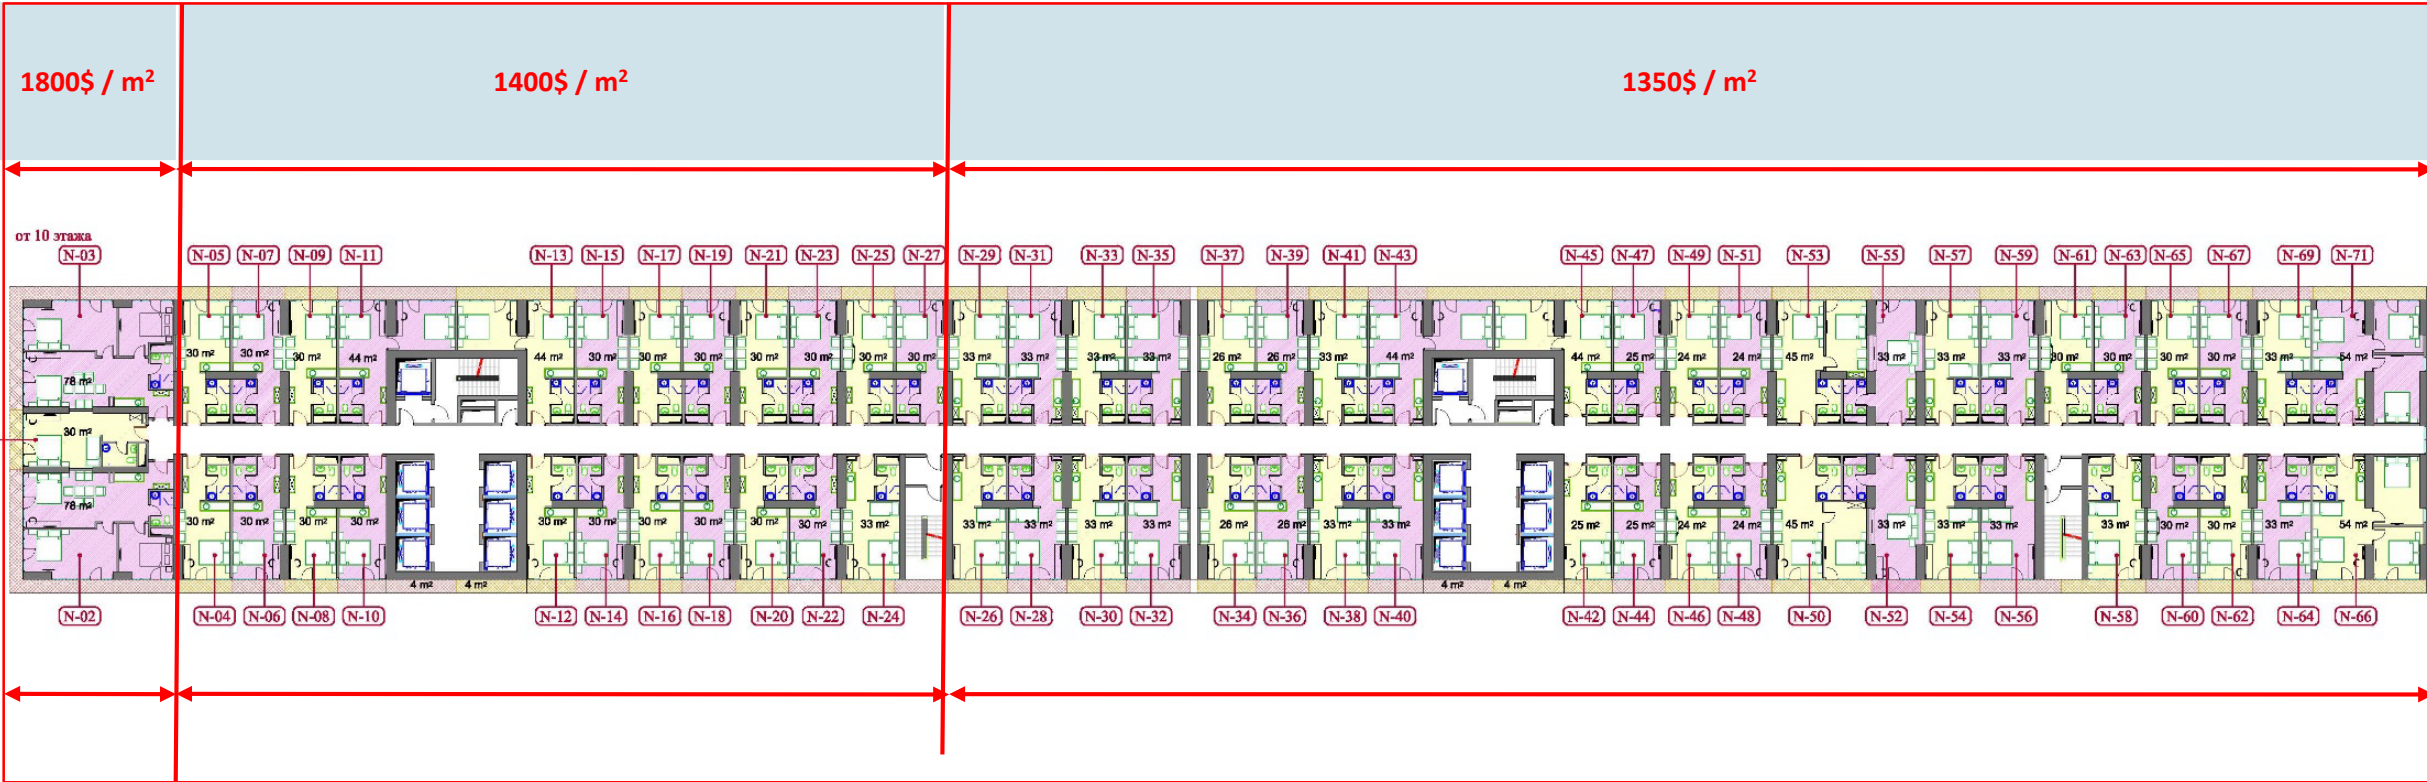 1800$ / m²
1400$ / m²
1350$ / m²
от 10 этажа
N-03 N-05 N-07 N-09 N-11 N-13 N-15 N-17 N-19 N-21 N-23 N-25 N-27 N-29 N-31 N-33 N-35 N-37 N-39 N-41 N-43 N-45 N-47 N-49 N-51 N-53 N-55 N-57 N-59 N-61 N-63 N-65 N-67 N-69 N-71
30 m² 30 m² 30 m² 44 m² 44 m² 30 m² 30 m² 30 m² 30 m² 30 m² 30 m² 30 m² 33 m² 33 m² 33 m² 33 m² 26 m² 26 m² 33 m² 44 m² 44 m² 25 m² 24 m² 24 m² 45 m² 33 m² 33 m² 33 m² 30 m² 30 m² 30 m² 30 m² 33 m² 54 m²
78 m²
30 m²
78 m²
30 m² 30 m² 30 m² 30 m² 30 m² 30 m² 30 m² 30 m² 30 m² 30 m² 33 m² 33 m² 33 m² 33 m² 33 m² 26 m² 26 m² 33 m² 33 m² 25 m² 25 m² 24 m² 24 m² 45 m² 33 m² 33 m² 33 m² 33 m² 30 m² 30 m² 33 m² 54 m²
4 m² 4 m² 4 m² 4 m²
N-02 N-04 N-06 N-08 N-10 N-12 N-14 N-16 N-18 N-20 N-22 N-24 N-26 N-28 N-30 N-32 N-34 N-36 N-38 N-40 N-42 N-44 N-46 N-48 N-50 N-52 N-54 N-56 N-58 N-60 N-62 N-64 N-66